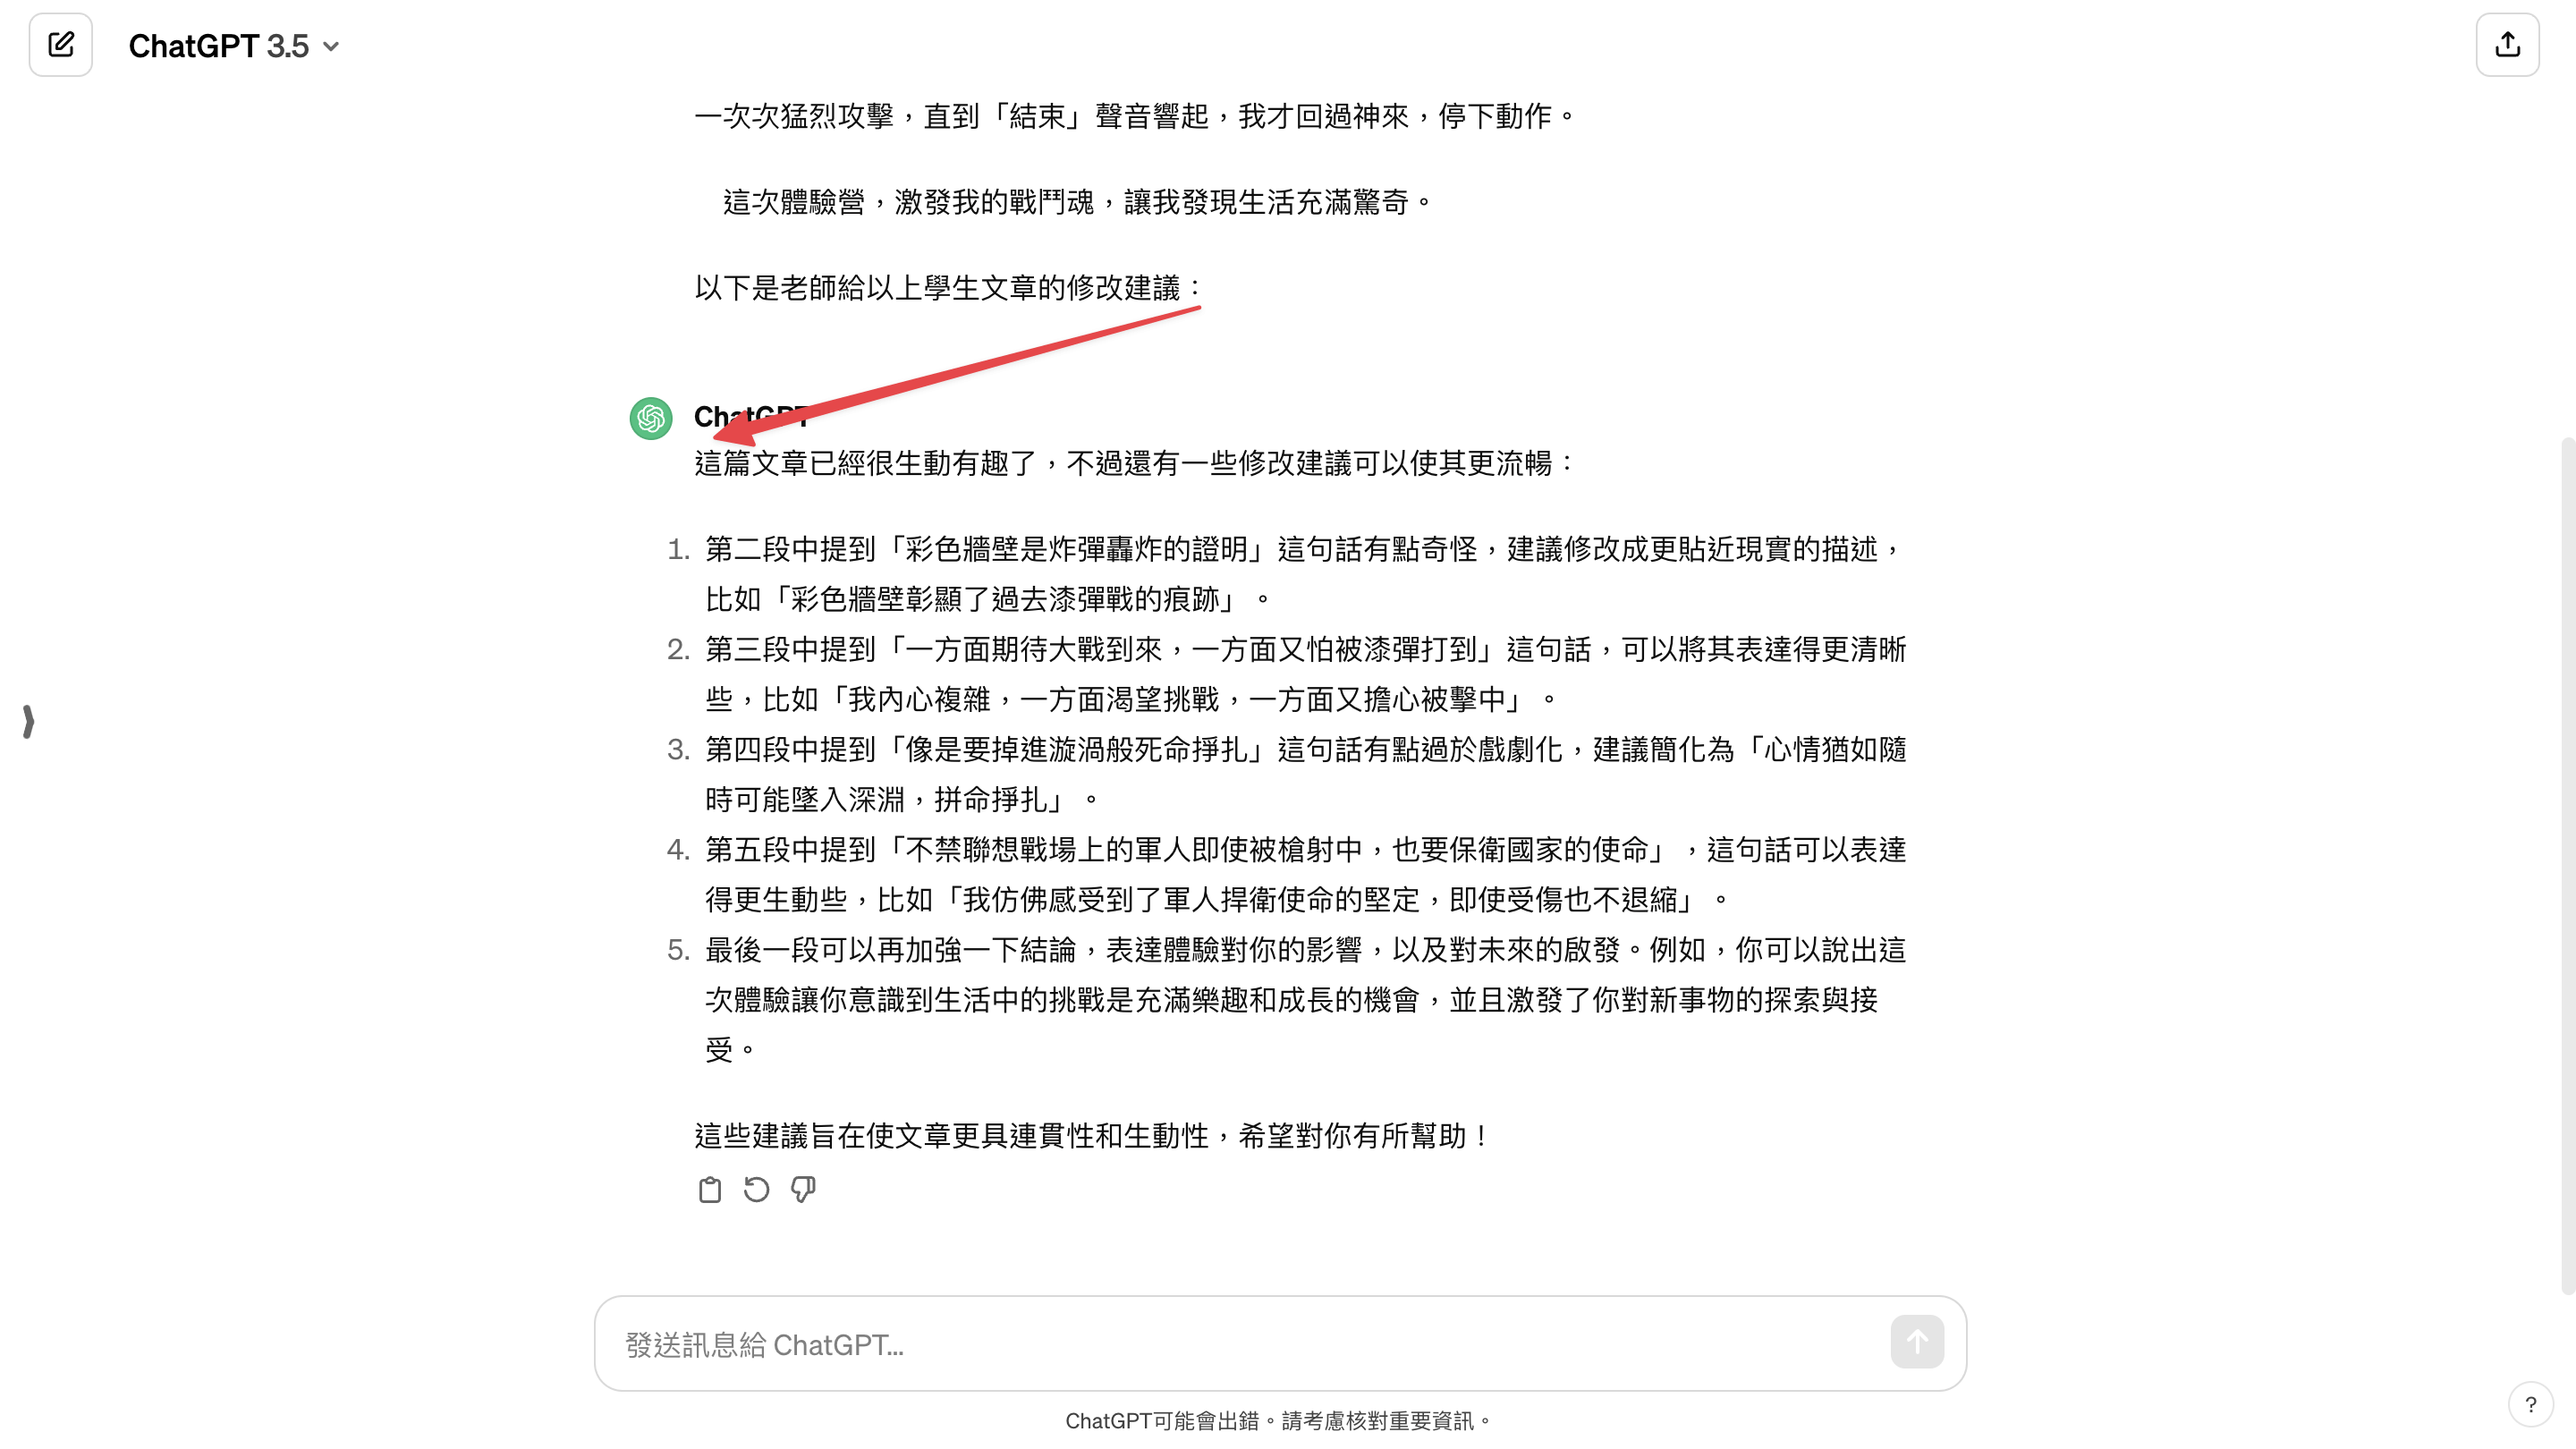 ChatGPT 3.5
一次次猛烈攻擊，直到「結束」聲音響起，我才回過神來，停下動作。
這次體驗營，激發我的戰鬥魂，讓我發現生活充滿驚奇。
以下是老師給以上學生文章的修改建議：
ChatGPT
這篇文章已經很生動有趣了，不過還有一些修改建議可以使其更流暢：
1. 第二段中提到「彩色牆壁是炸彈轟炸的證明」這句話有點奇怪，建議修改成更貼近現實的描述，
比如「彩色牆壁彰顯了過去漆彈戰的痕跡」。
2. 第三段中提到「一方面期待大戰到來，一方面又怕被漆彈打到」這句話，可以將其表達得更清晰
些，比如「我內心複雜，一方面渴望挑戰，一方面又擔心被擊中」。
3. 第四段中提到「像是要掉進漩渦般死命掙扎」這句話有點過於戲劇化，建議簡化為「心情猶如隨
時可能墜入深淵，拼命掙扎」。
4. 第五段中提到「不禁聯想戰場上的軍人即使被槍射中，也要保衛國家的使命」，這句話可以表達
得更生動些，比如「我仿佛感受到了軍人捍衛使命的堅定，即使受傷也不退縮」。
5. 最後一段可以再加強一下結論，表達體驗對你的影響，以及對未來的啟發。例如，你可以說出這
次體驗讓你意識到生活中的挑戰是充滿樂趣和成長的機會，並且激發了你對新事物的探索與接
受。
這些建議旨在使文章更具連貫性和生動性，希望對你有所幫助！
發送訊息給 ChatGPT...
ChatGPT可能會出錯。請考慮核對重要資訊。
?